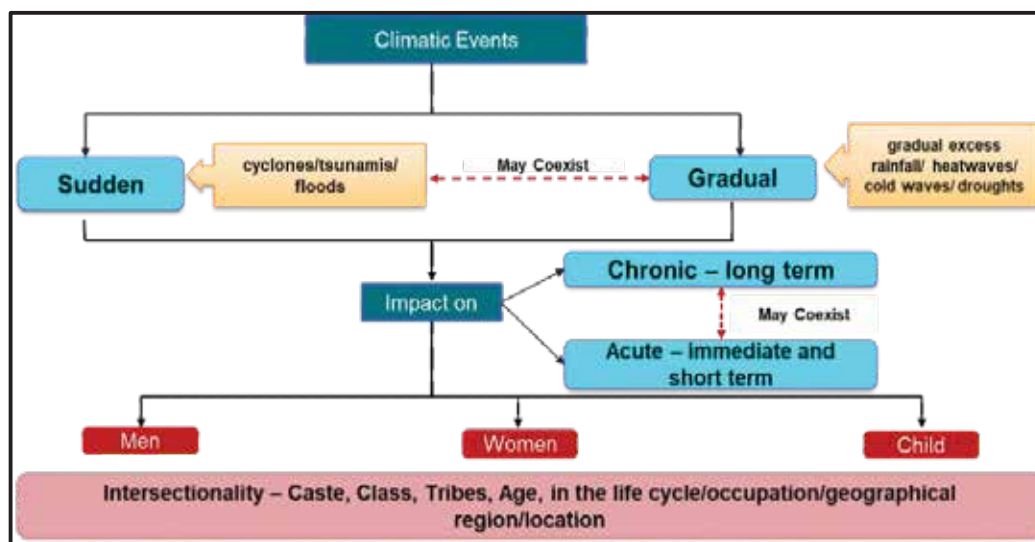 Climatic Events
Sudden
cyclones/tsunamis/
floods
May Coexist
Gradual
gradual excess
rainfall/ heatwaves/
cold waves/ droughts
Impact on
Chronic – long term
May Coexist
Acute – immediate and
short term
Men
Women
Child
Intersectionality – Caste, Class, Tribes, Age, in the life cycle/occupation/geographical
region/location